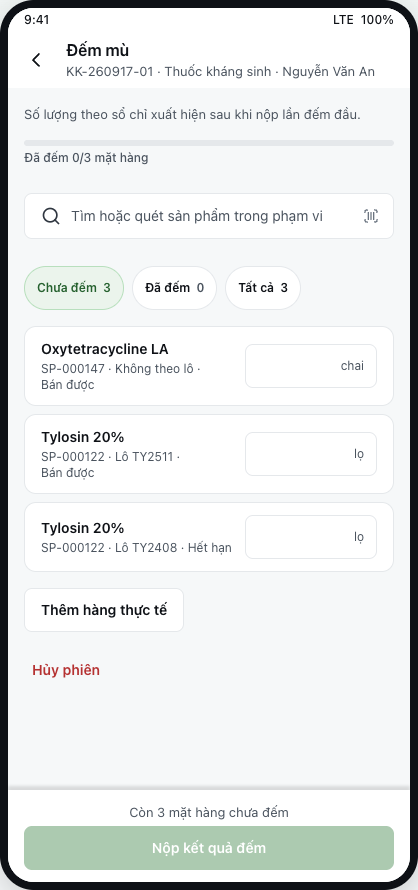 9:41
LTE 100%
Đếm mù
KK-260917-01 · Thuốc kháng sinh · Nguyễn Văn An
Số lượng theo sổ chỉ xuất hiện sau khi nộp lần đếm đầu.
Đã đếm 0/3 mặt hàng
Tìm hoặc quét sản phẩm trong phạm vi
Chưa đếm 3
Đã đếm 0
Tất cả 3
Oxytetracycline LA
SP-000147 · Không theo lô ·
Bán được
chai
Tylosin 20%
SP-000122 · Lô TY2511 ·
Bán được
lọ
Tylosin 20%
SP-000122 · Lô TY2408 · Hết hạn
lọ
Thêm hàng thực tế
Hủy phiên
Còn 3 mặt hàng chưa đếm
Nộp kết quả đếm